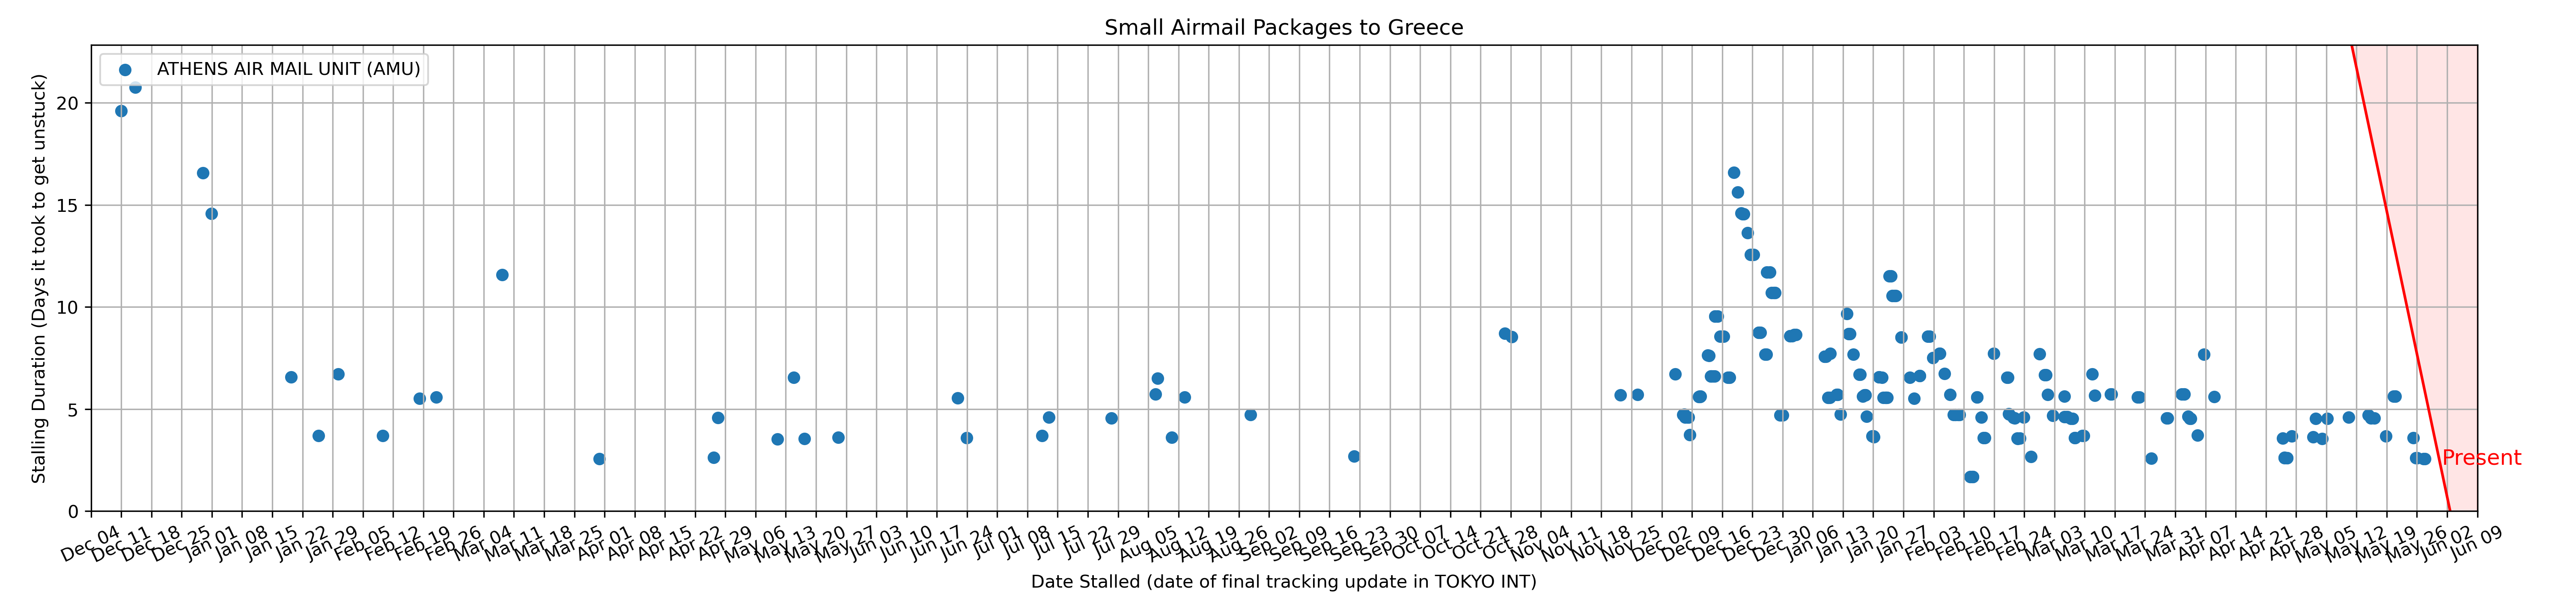 Small Airmail Packages to Greece
ATHENS AIR MAIL UNIT (AMU)
Stalling Duration (Days it took to get unstuck)
20
15
10
5
0
Present
Dec 04
Dec 11
Dec 18
Dec 25
Jan 01
Jan 08
Jan 15
Jan 22
Jan 29
Feb 05
Feb 12
Feb 19
Feb 26
Mar 04
Mar 11
Mar 18
Mar 25
Apr 01
Apr 08
Apr 15
Apr 22
Apr 29
May 06
May 13
May 20
May 27
Jun 03
Jun 10
Jun 17
Jun 24
Jul 01
Jul 08
Jul 15
Jul 22
Jul 29
Aug 05
Aug 12
Aug 19
Aug 26
Sep 02
Sep 09
Sep 16
Sep 23
Sep 30
Oct 07
Oct 14
Oct 21
Oct 28
Nov 04
Nov 11
Nov 18
Nov 25
Dec 02
Dec 09
Dec 16
Dec 23
Dec 30
Jan 06
Jan 13
Jan 20
Jan 27
Feb 03
Feb 10
Feb 17
Feb 24
Mar 03
Mar 10
Mar 17
Mar 24
Mar 31
Apr 07
Apr 14
Apr 21
Apr 28
May 05
May 12
May 19
May 26
Jun 02
Jun 09
Date Stalled (date of final tracking update in TOKYO INT)